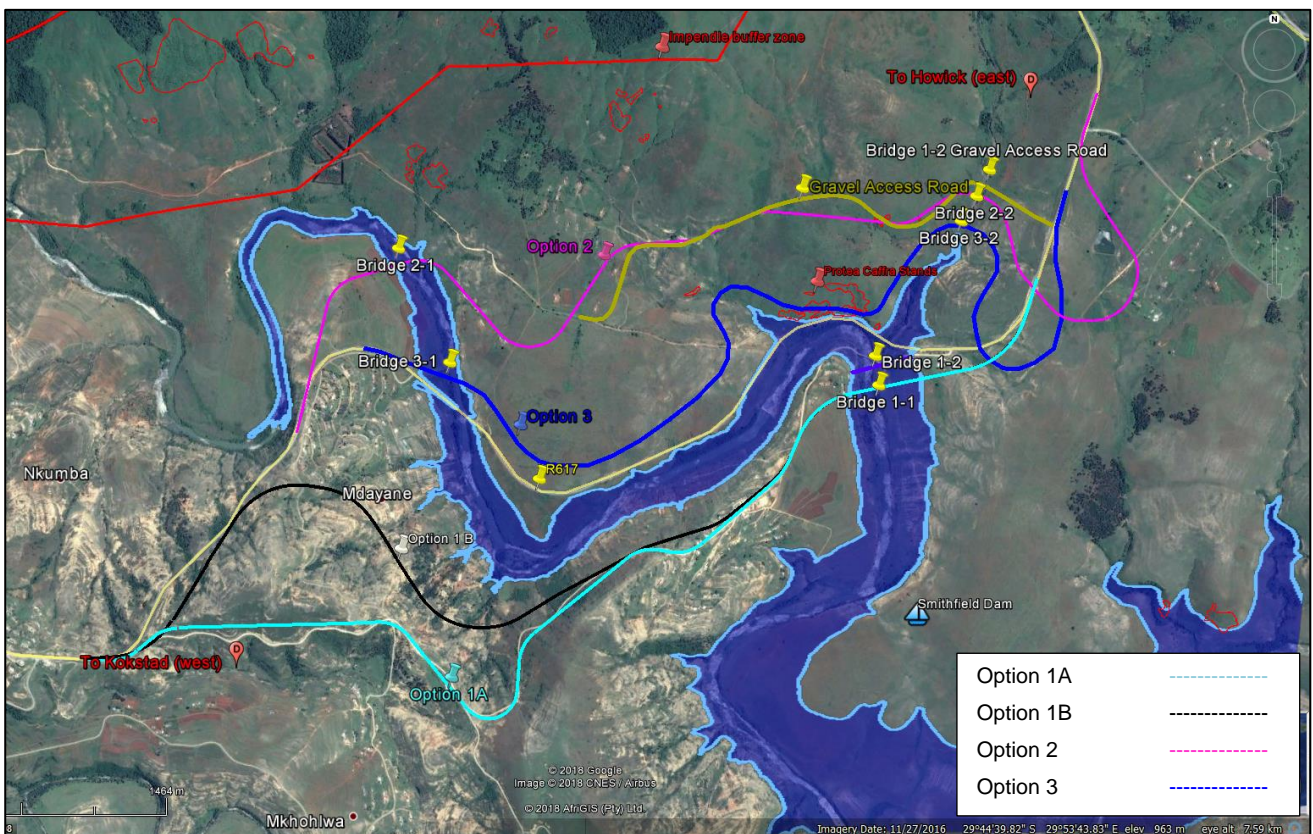 Impendle buffer zone
N
To Howick (east)
D
Bridge 1-2 Gravel Access Road
Gravel Access Road
Bridge 2-2
Bridge 3-2
Option 2
Bridge 2-1
Protea Caffra Stands
Bridge 3-1
Bridge 1-2
Bridge 1-1
Option 3
R617
Nkumba
Mdayane
Option 1 B
Smithfield Dam
To Kokstad (west)
D
Option 1A
Option 1A
Option 1B
Option 2
Option 3
© 2018 Google
Image © 2018 CNES / Airbus
© 2018 AfriGIS (Pty) Ltd.
1464 m
Mkhohlwa
8
Imagery Date: 11/27/2016 29°44'39.82" S 29°53'43.83" E elev 963 m eye alt 7.59 km